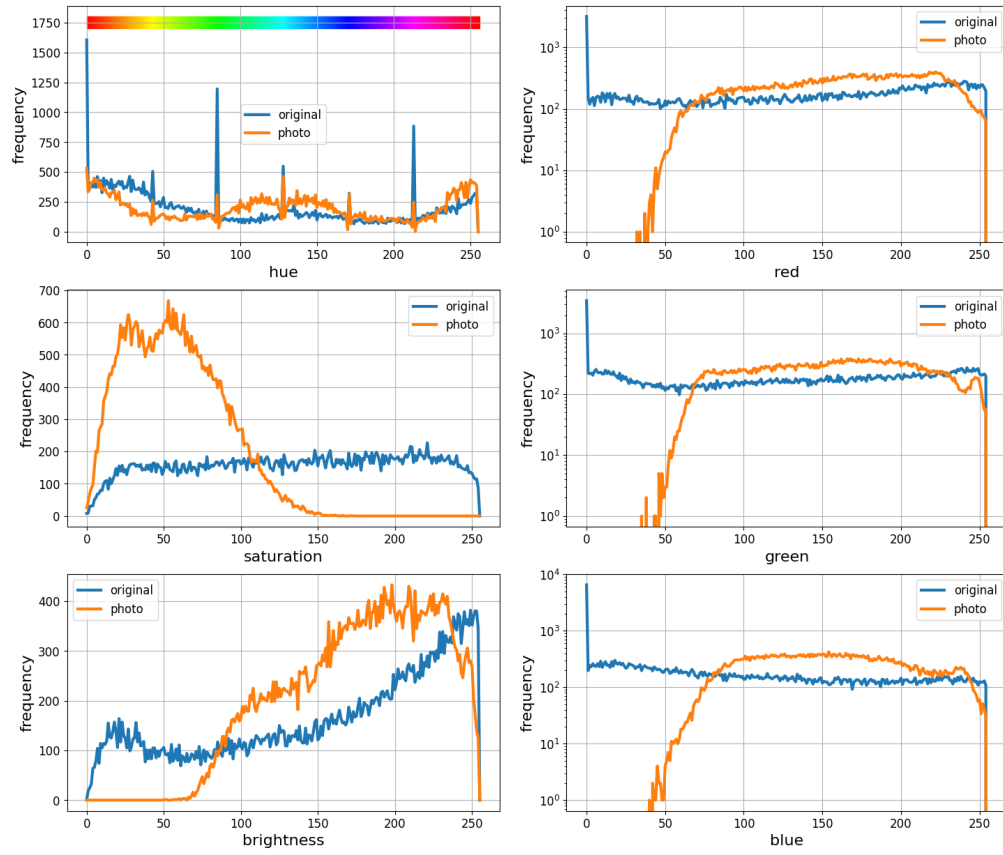 1750
1500
1250
1000
750
500
250
0
frequency
original
photo
0 50 100 150 200 250
hue
10³
10²
10¹
10⁰
frequency
original
photo
0 50 100 150 200 250
red
700
600
500
400
300
200
100
0
frequency
original
photo
0 50 100 150 200 250
saturation
10³
10²
10¹
10⁰
frequency
original
photo
0 50 100 150 200 250
green
400
300
200
100
0
frequency
original
photo
0 50 100 150 200 250
brightness
10⁴
10³
10²
10¹
10⁰
frequency
original
photo
0 50 100 150 200 250
blue